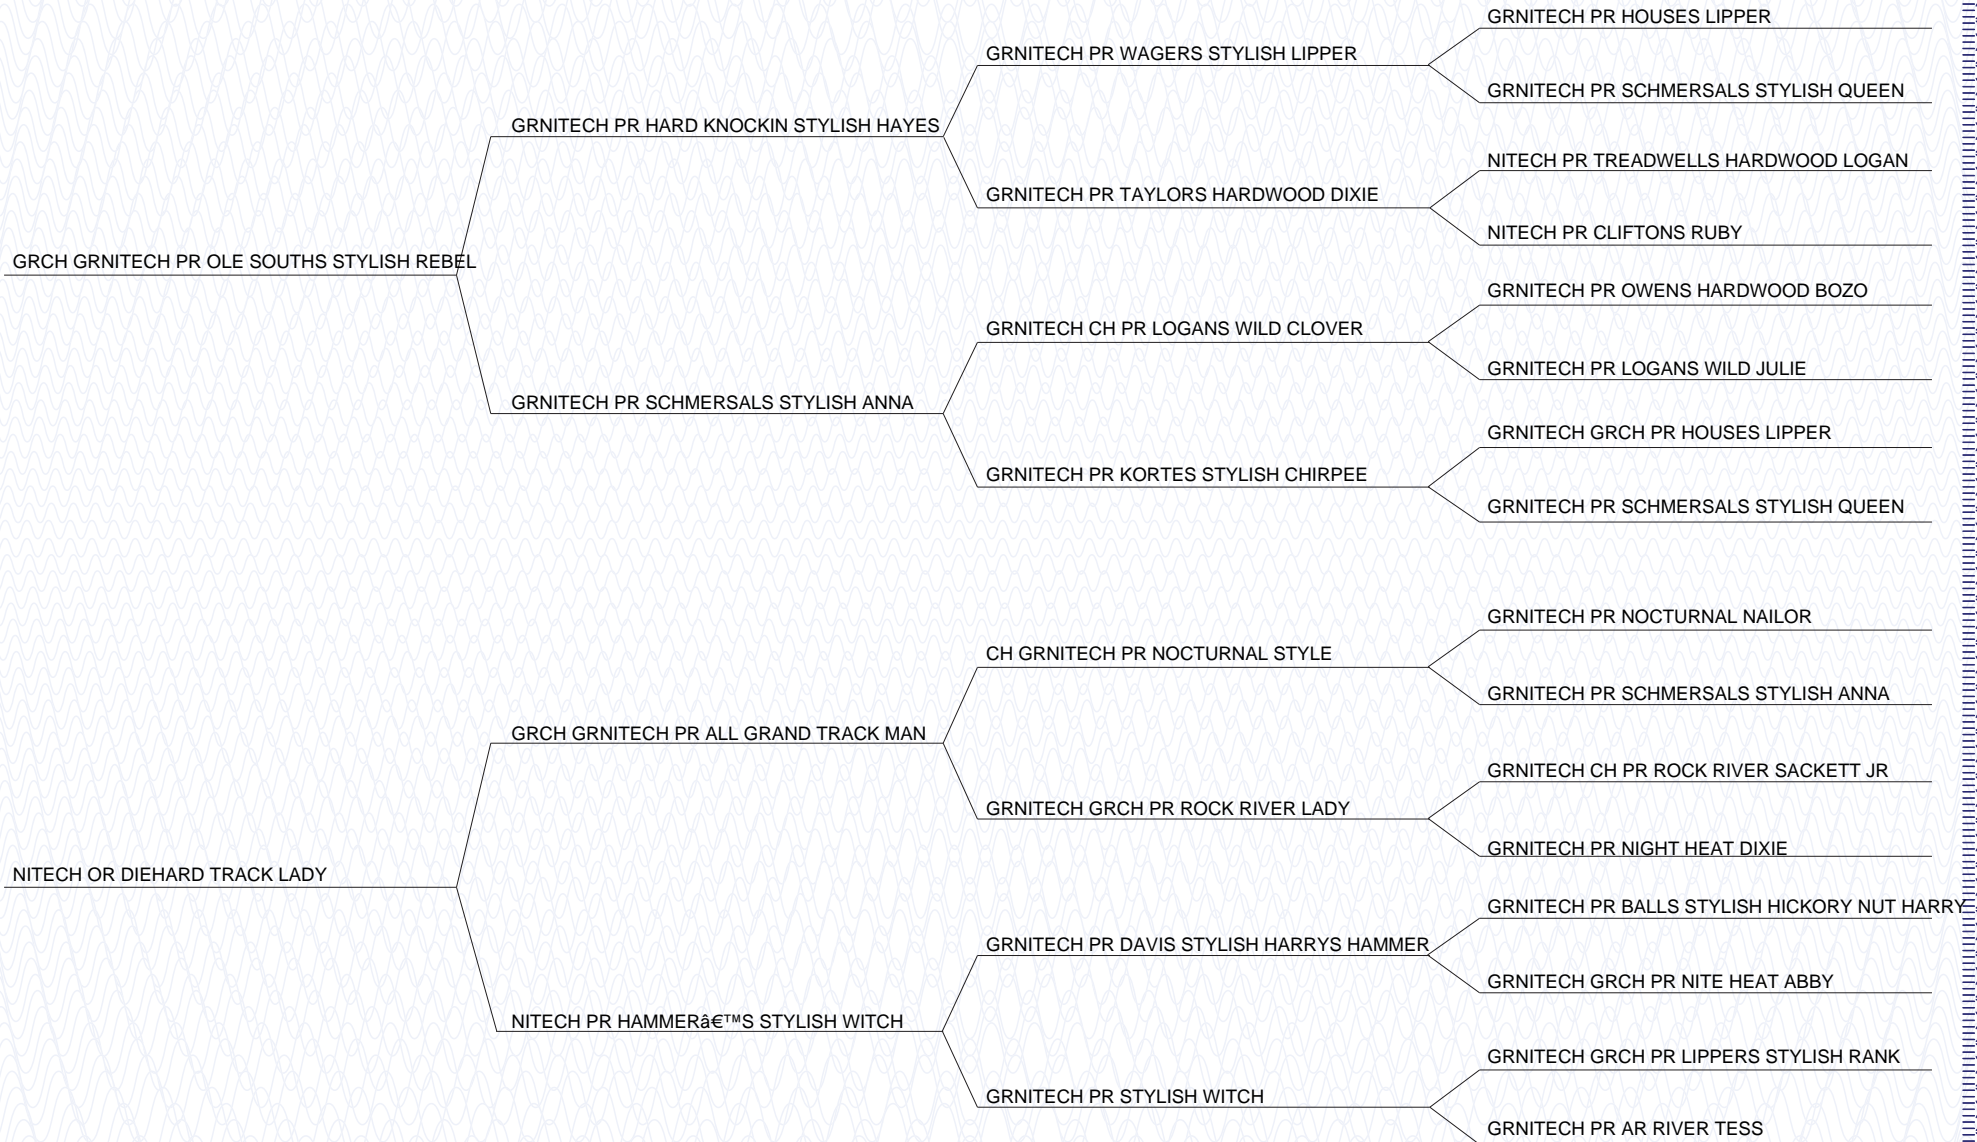 GRNITECH PR HOUSES LIPPER
GRNITECH PR WAGERS STYLISH LIPPER
GRNITECH PR SCHMERSALS STYLISH QUEEN
GRNITECH PR HARD KNOCKIN STYLISH HAYES
NITECH PR TREADWELLS HARDWOOD LOGAN
GRNITECH PR TAYLORS HARDWOOD DIXIE
NITECH PR CLIFTONS RUBY
GRCH GRNITECH PR OLE SOUTHS STYLISH REBEL
GRNITECH PR OWENS HARDWOOD BOZO
GRNITECH CH PR LOGANS WILD CLOVER
GRNITECH PR LOGANS WILD JULIE
GRNITECH PR SCHMERSALS STYLISH ANNA
GRNITECH GRCH PR HOUSES LIPPER
GRNITECH PR KORTES STYLISH CHIRPEE
GRNITECH PR SCHMERSALS STYLISH QUEEN
GRNITECH PR NOCTURNAL NAILOR
CH GRNITECH PR NOCTURNAL STYLE
GRNITECH PR SCHMERSALS STYLISH ANNA
GRCH GRNITECH PR ALL GRAND TRACK MAN
GRNITECH CH PR ROCK RIVER SACKETT JR
GRNITECH GRCH PR ROCK RIVER LADY
GRNITECH PR NIGHT HEAT DIXIE
NITECH OR DIEHARD TRACK LADY
GRNITECH PR BALLS STYLISH HICKORY NUT HARRY
GRNITECH PR DAVIS STYLISH HARRYS HAMMER
GRNITECH GRCH PR NITE HEAT ABBY
NITECH PR HAMMERâ€™S STYLISH WITCH
GRNITECH GRCH PR LIPPERS STYLISH RANK
GRNITECH PR STYLISH WITCH
GRNITECH PR AR RIVER TESS